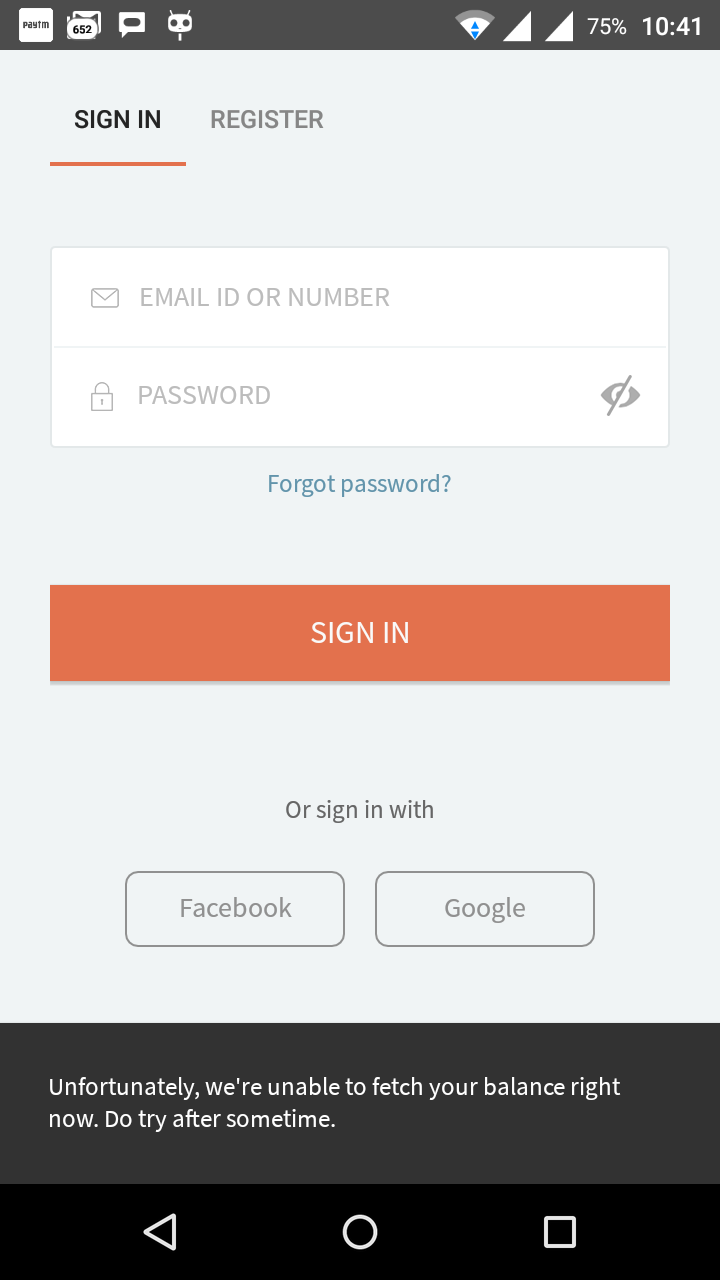 paytm 652 75% 10:41
SIGN IN REGISTER
EMAIL ID OR NUMBER
PASSWORD
Forgot password?
SIGN IN
Or sign in with
Facebook Google
Unfortunately, we're unable to fetch your balance right
now. Do try after sometime.